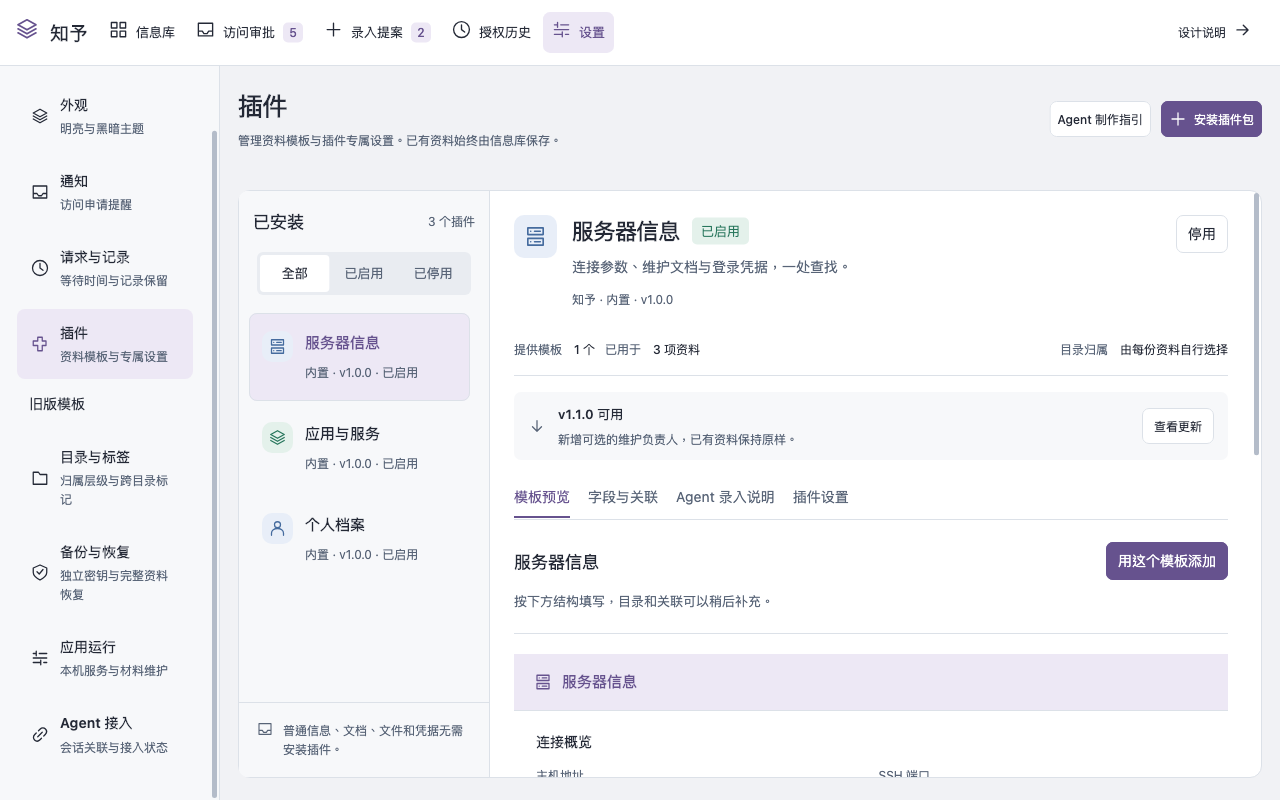 知予
信息库
访问审批 5
录入提案 2
授权历史
设置
设计说明
外观
明亮与黑暗主题
通知
访问申请提醒
请求与记录
等待时间与记录保留
插件
资料模板与专属设置
旧版模板
目录与标签
归属层级与跨目录标
记
备份与恢复
独立密钥与完整资料
恢复
应用运行
本机服务与材料维护
Agent 接入
会话关联与接入状态
插件
管理资料模板与插件专属设置。已有资料始终由信息库保存。
Agent 制作指引
安装插件包
已安装
3 个插件
全部
已启用
已停用
服务器信息
内置 · v1.0.0 · 已启用
应用与服务
内置 · v1.0.0 · 已启用
个人档案
内置 · v1.0.0 · 已启用
普通信息、文档、文件和凭据无需
安装插件。
服务器信息
已启用
停用
连接参数、维护文档与登录凭据，一处查找。
知予 · 内置 · v1.0.0
提供模板 1 个 已用于 3 项资料
目录归属 由每份资料自行选择
v1.1.0 可用
新增可选的维护负责人，已有资料保持原样。
查看更新
模板预览
字段与关联
Agent 录入说明
插件设置
服务器信息
用这个模板添加
按下方结构填写，目录和关联可以稍后补充。
服务器信息
连接概览
主机地址
SSH 端口